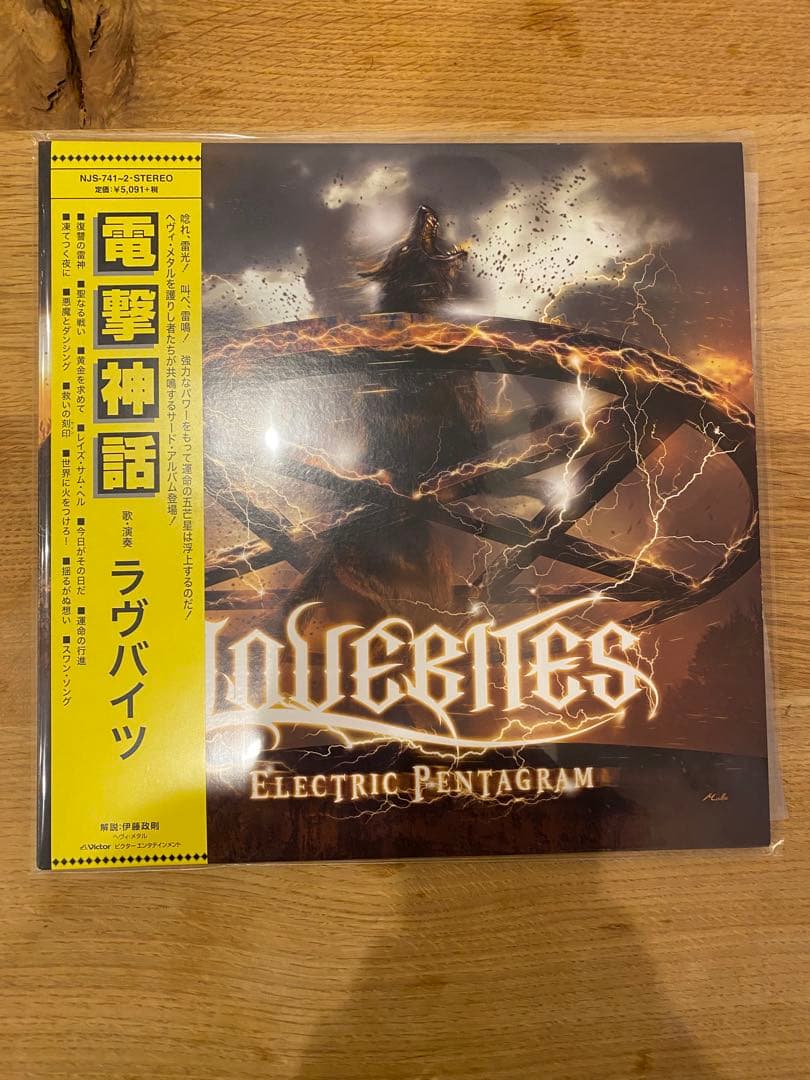 NJS-741~2・STEREO
定価:¥5,091+税
唸れ、雷光! 叫べ、雷鳴! 強力なパワーをもって運命の五芒星は浮上するのだ!
ヘヴィ・メタルを護りし者たちが共鳴するサード・アルバム登場!
電撃神話
歌・演奏 ラヴバイツ
■復讐の雷神 ■聖なる戦い ■黄金を求めて ■レイズ・サム・ヘル ■今日がその日だ ■運命の行進
■凍てつく夜に ■悪魔とダンシング ■救いの刻印 ■世界に火をつけろ! ■揺るがぬ想い ■スワン・ソング
解説:伊藤政則
ヘヴィ・メタル
Victor ビクターエンタテインメント
LOVEBITES
ELECTRIC PENTAGRAM